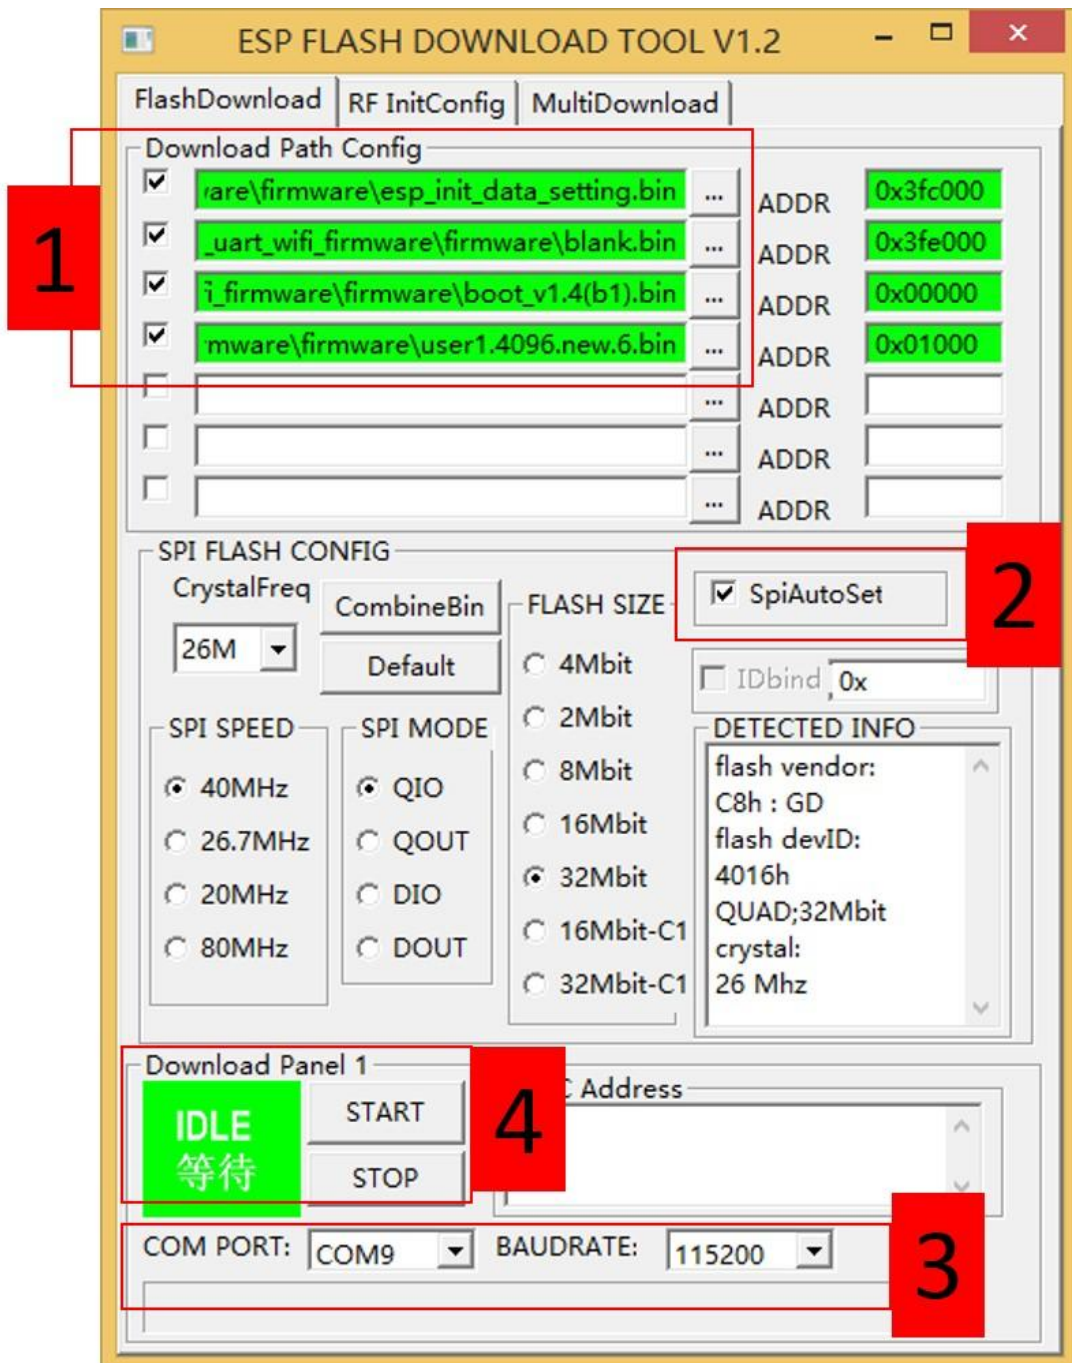 ESP FLASH DOWNLOAD TOOL V1.2
FlashDownload RF InitConfig MultiDownload
Download Path Config
1
are\firmware\esp_init_data_setting.bin ... ADDR 0x3fc000
_uart_wifi_firmware\firmware\blank.bin ... ADDR 0x3fe000
i_firmware\firmware\boot_v1.4(b1).bin ... ADDR 0x00000
mware\firmware\user1.4096.new.6.bin ... ADDR 0x01000
... ADDR
... ADDR
... ADDR
SPI FLASH CONFIG
CrystalFreq
26M
CombineBin
Default
SPI SPEED
40MHz
26.7MHz
20MHz
80MHz
SPI MODE
QIO
QOUT
DIO
DOUT
FLASH SIZE
4Mbit
2Mbit
8Mbit
16Mbit
32Mbit
16Mbit-C1
32Mbit-C1
SpiAutoSet
2
IDbind 0x
DETECTED INFO
flash vendor:
C8h : GD
flash devID:
4016h
QUAD;32Mbit
crystal:
26 Mhz
Download Panel 1
IDLE
等待
START
STOP
4
C Address
COM PORT: COM9 BAUDRATE: 115200
3